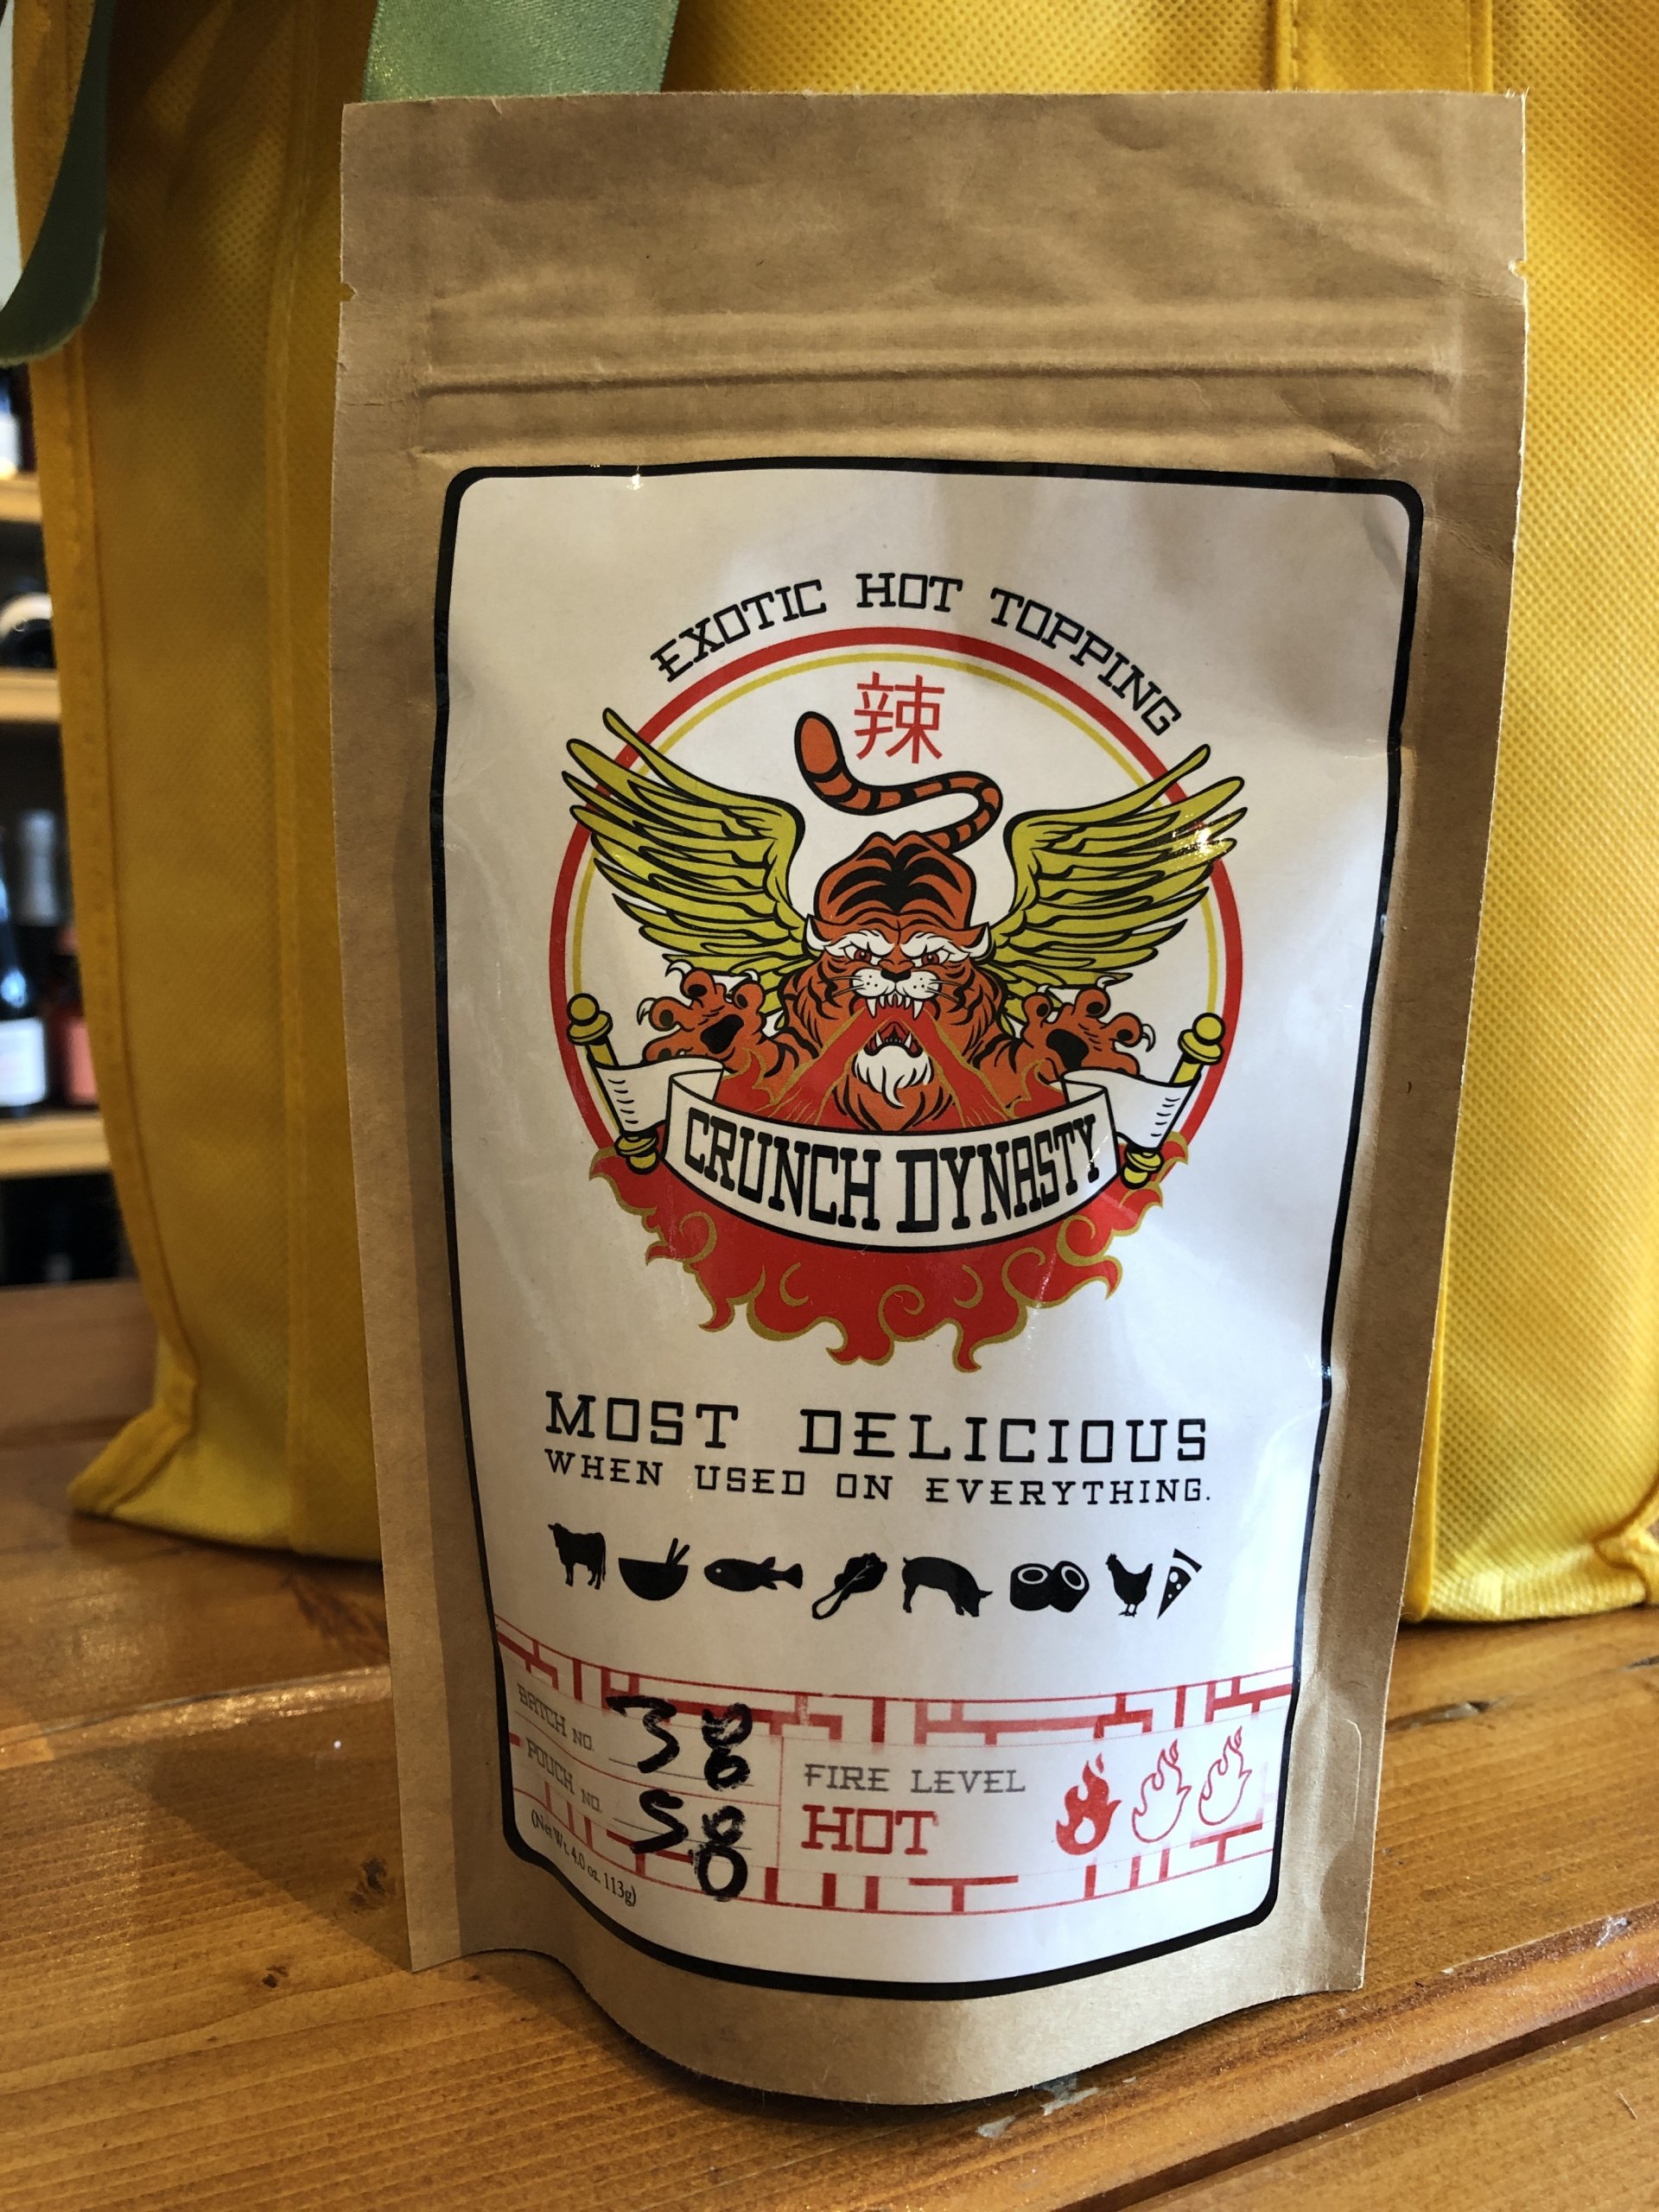 EXOTIC HOT TOPPING
辣
CRUNCH DYNASTY
MOST DELICIOUS
WHEN USED ON EVERYTHING.
BATCH NO. 38
POUCH NO. 58
(Net Wt. 4.0 oz. 113g)
FIRE LEVEL
HOT